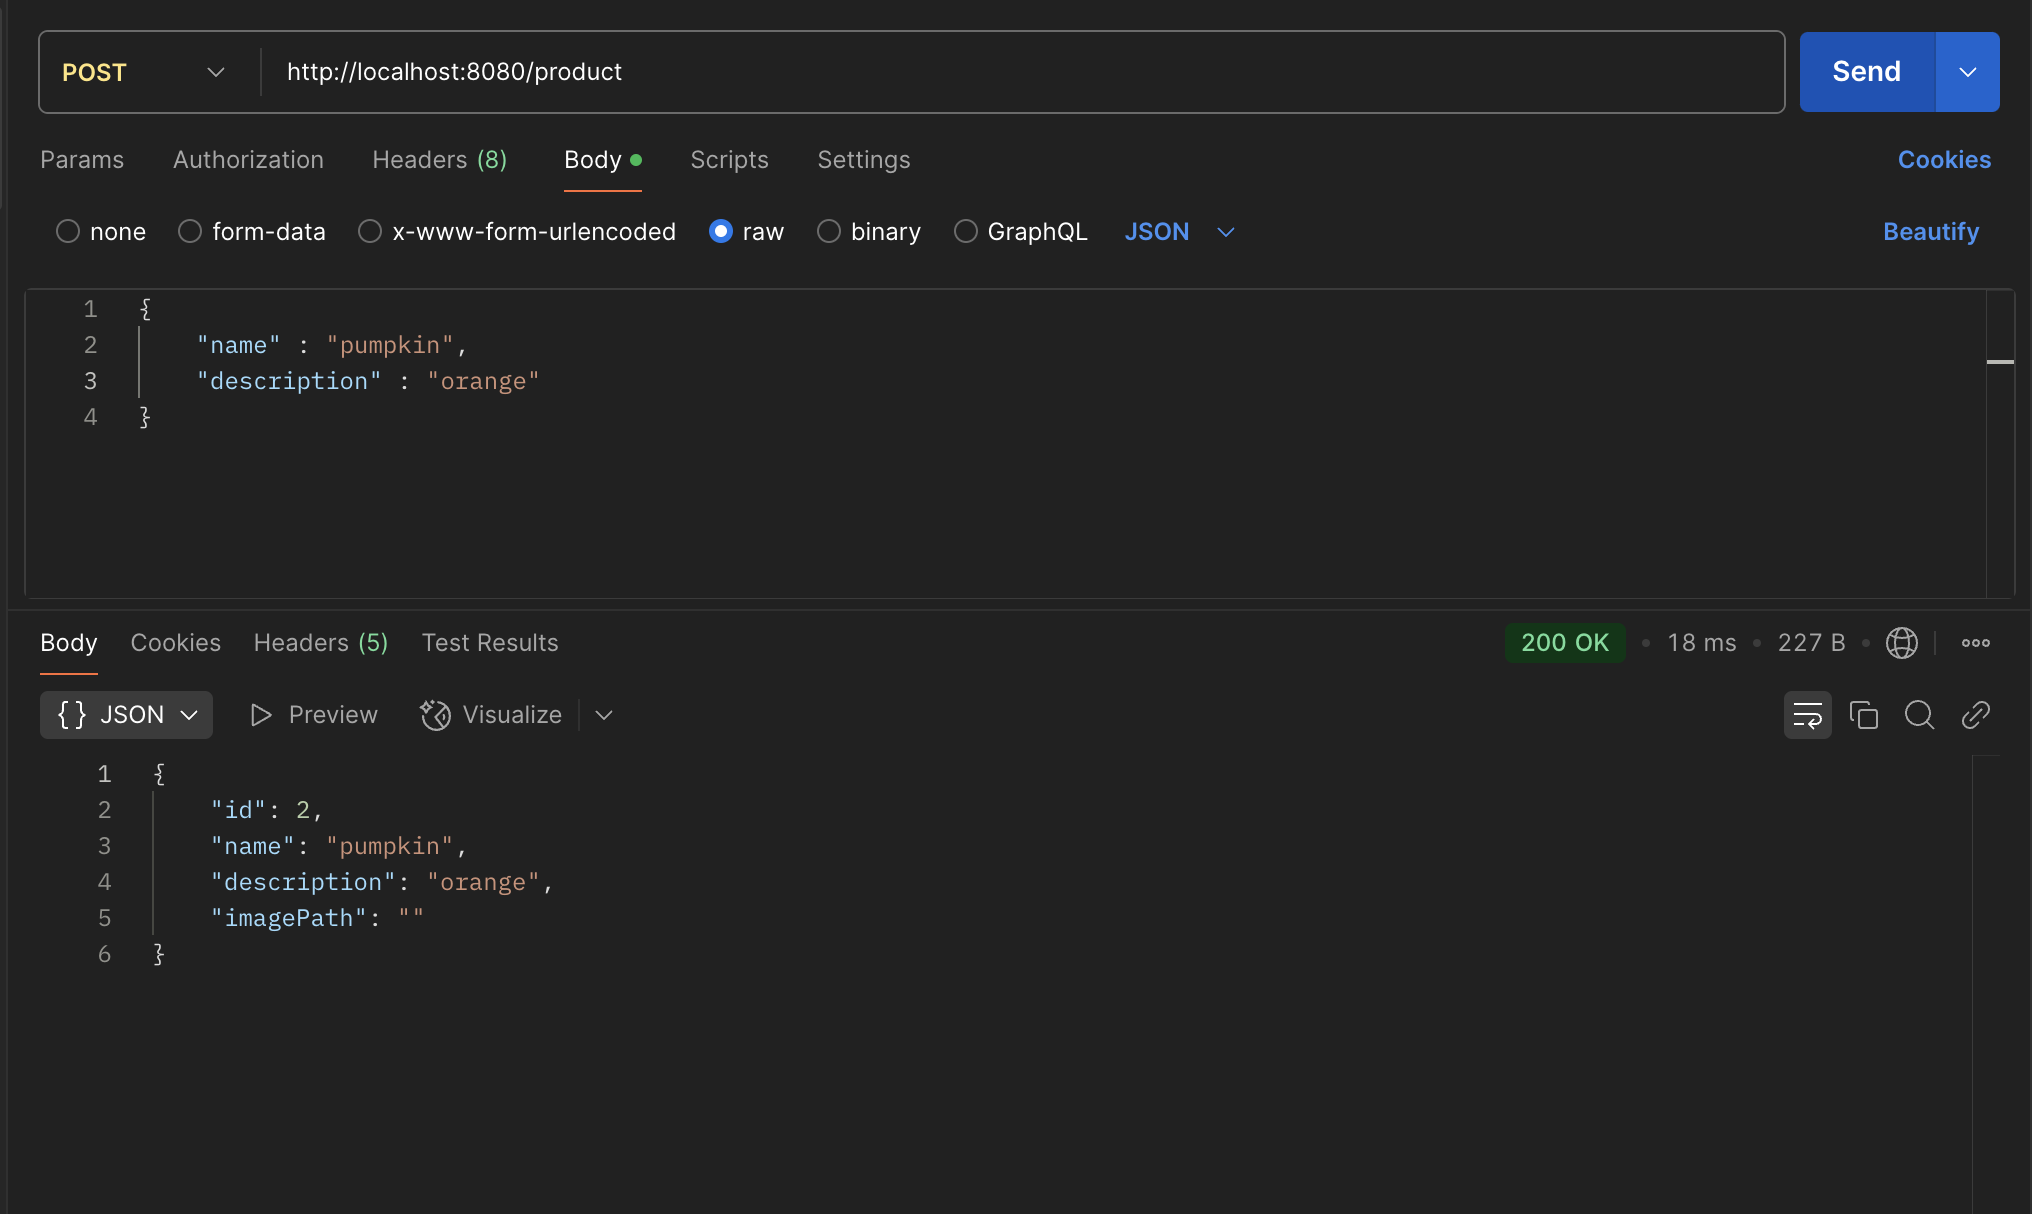 POST http://localhost:8080/product Send
Params Authorization Headers (8) Body Scripts Settings Cookies
none form-data x-www-form-urlencoded raw binary GraphQL JSON Beautify
1 {
2 "name" : "pumpkin",
3 "description" : "orange"
4 }
Body Cookies Headers (5) Test Results 200 OK • 18 ms • 227 B •
{} JSON Preview Visualize
1 {
2 "id": 2,
3 "name": "pumpkin",
4 "description": "orange",
5 "imagePath": ""
6 }